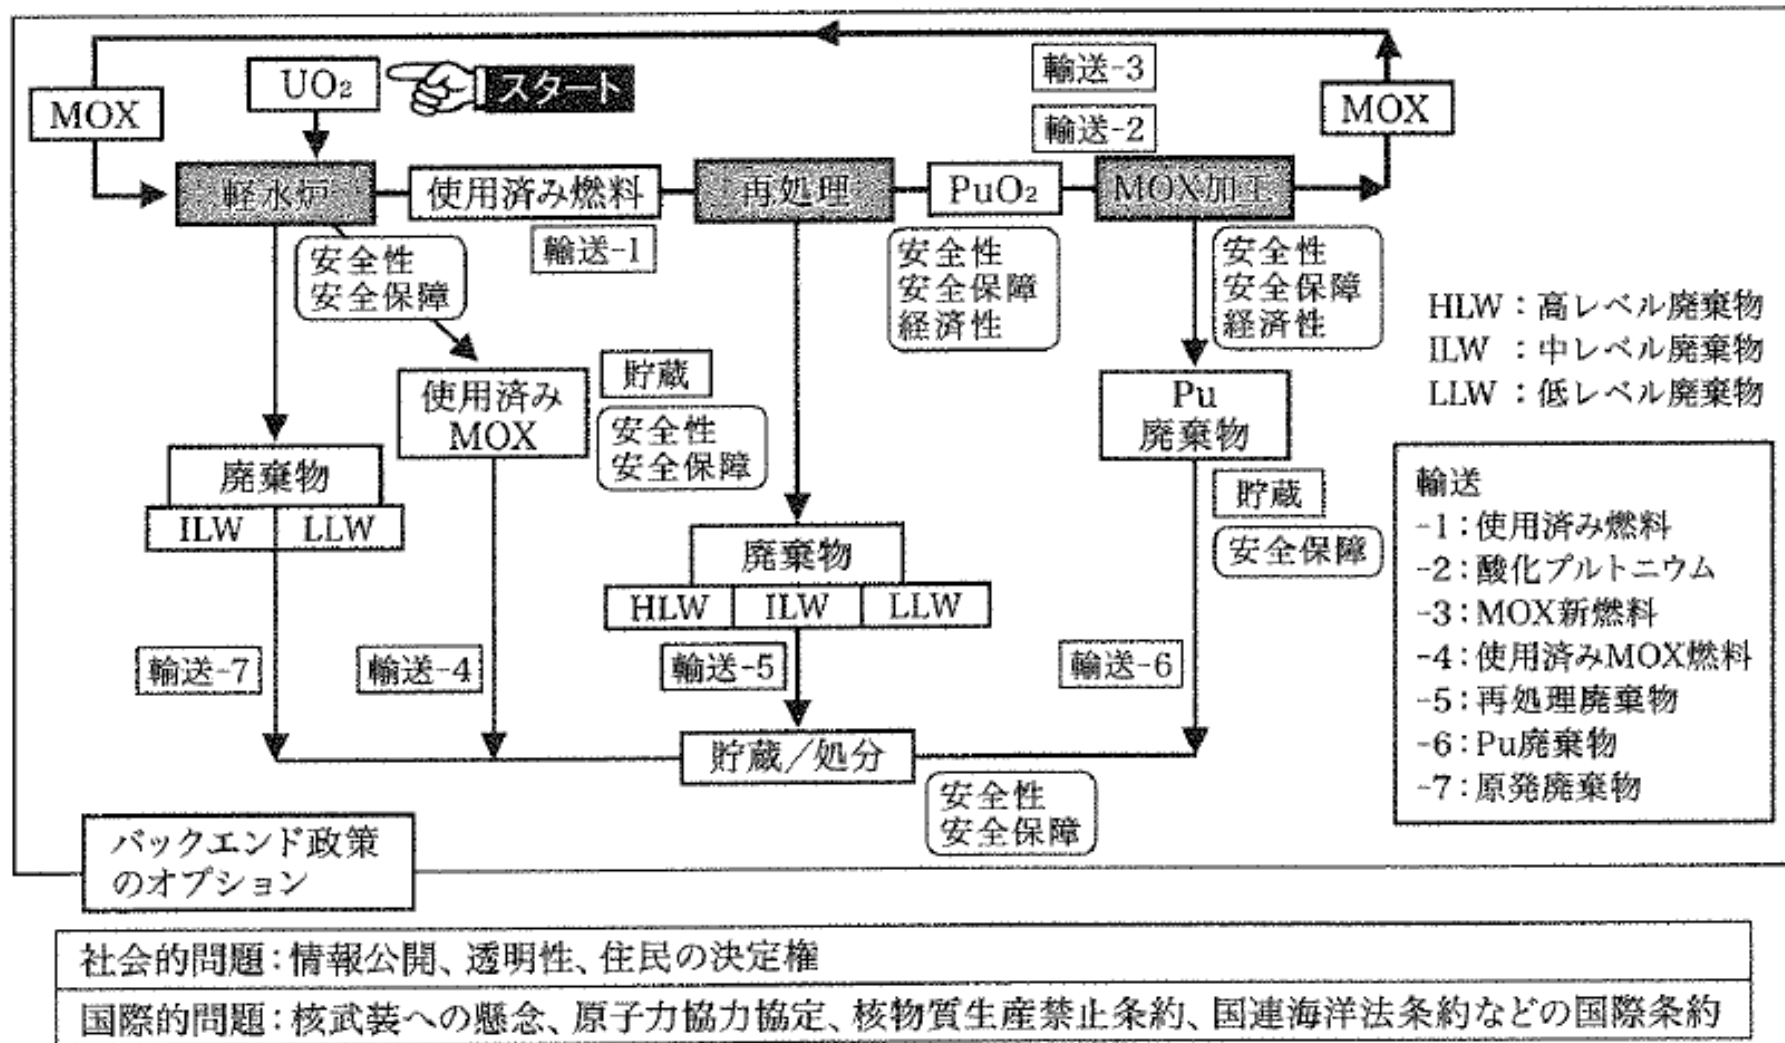 輸送-3
UO₂
スタート
MOX
MOX
輸送-2
軽水炉
使用済み燃料
再処理
PuO₂
MOX加工
輸送-1
安全性
安全保障
安全性
安全保障
経済性
安全性
安全保障
経済性
HLW：高レベル廃棄物
ILW：中レベル廃棄物
LLW：低レベル廃棄物
使用済み
MOX
貯蔵
安全性
安全保障
Pu
廃棄物
貯蔵
安全保障
廃棄物
ILW LLW
廃棄物
HLW ILW LLW
輸送
-1：使用済み燃料
-2：酸化プルトニウム
-3：MOX新燃料
-4：使用済みMOX燃料
-5：再処理廃棄物
-6：Pu廃棄物
-7：原発廃棄物
輸送-7
輸送-4
輸送-5
輸送-6
貯蔵／処分
安全性
安全保障
バックエンド政策
のオプション
社会的問題：情報公開、透明性、住民の決定権
国際的問題：核武装への懸念、原子力協力協定、核物質生産禁止条約、国連海洋法条約などの国際条約